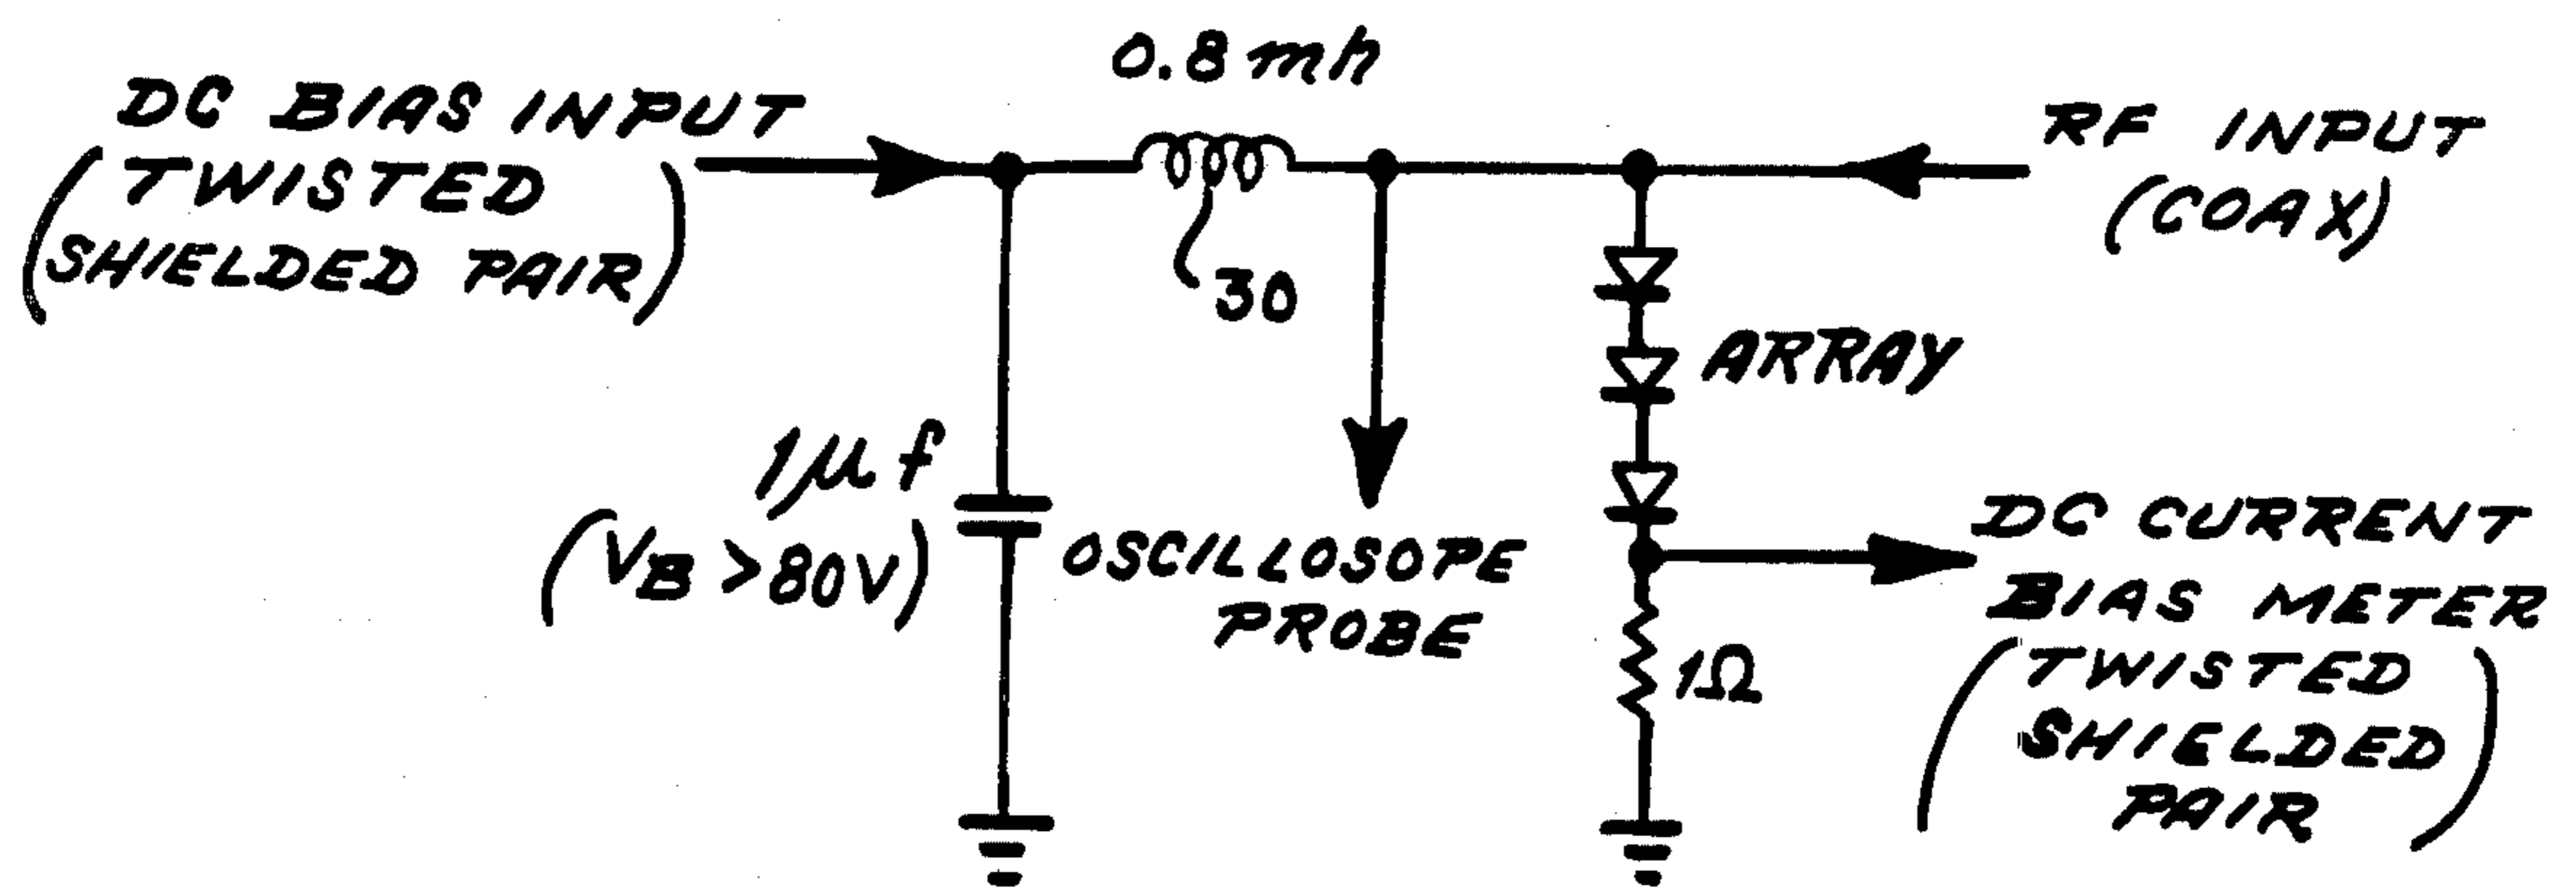 0.8 mh
DC BIAS INPUT
(TWISTED
SHIELDED PAIR)
RF INPUT
(COAX)
30
ARRAY
1μf
(VB >80V)
OSCILLOSOPE
PROBE
DC CURRENT
BIAS METER
(TWISTED
SHIELDED
PAIR)
1Ω